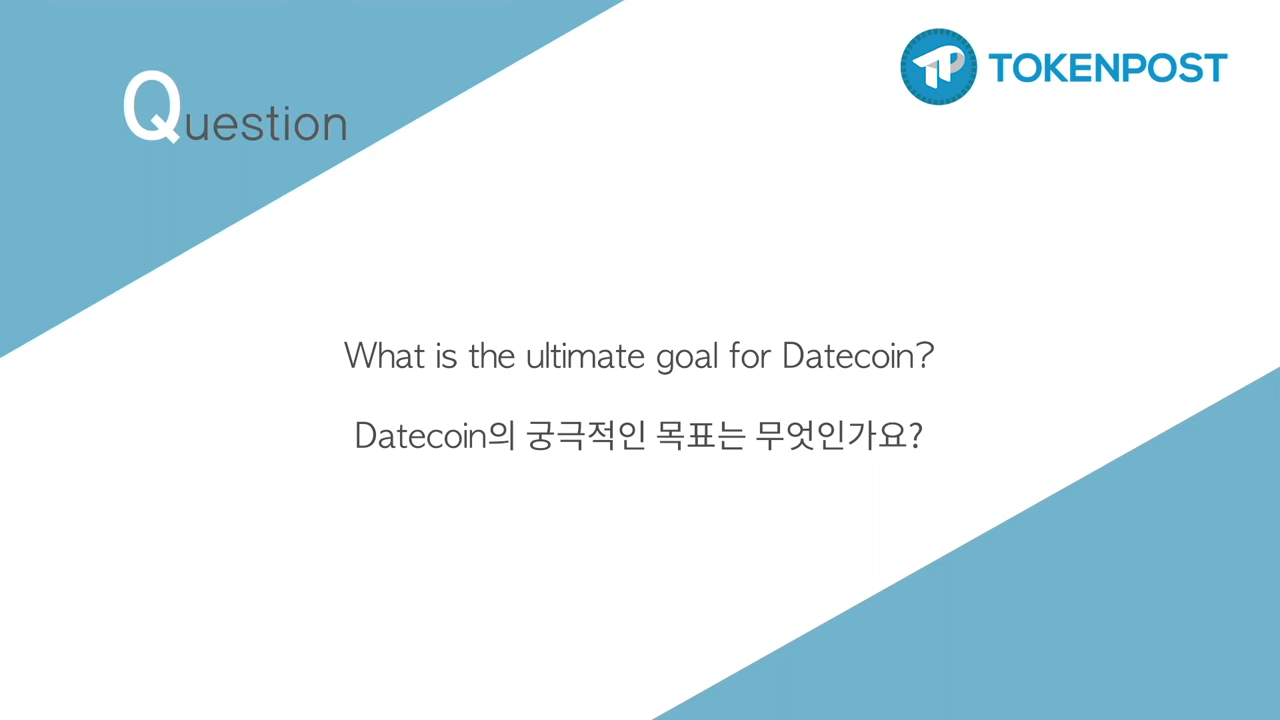 Question
TOKENPOST
What is the ultimate goal for Datecoin?
Datecoin의 궁극적인 목표는 무엇인가요?